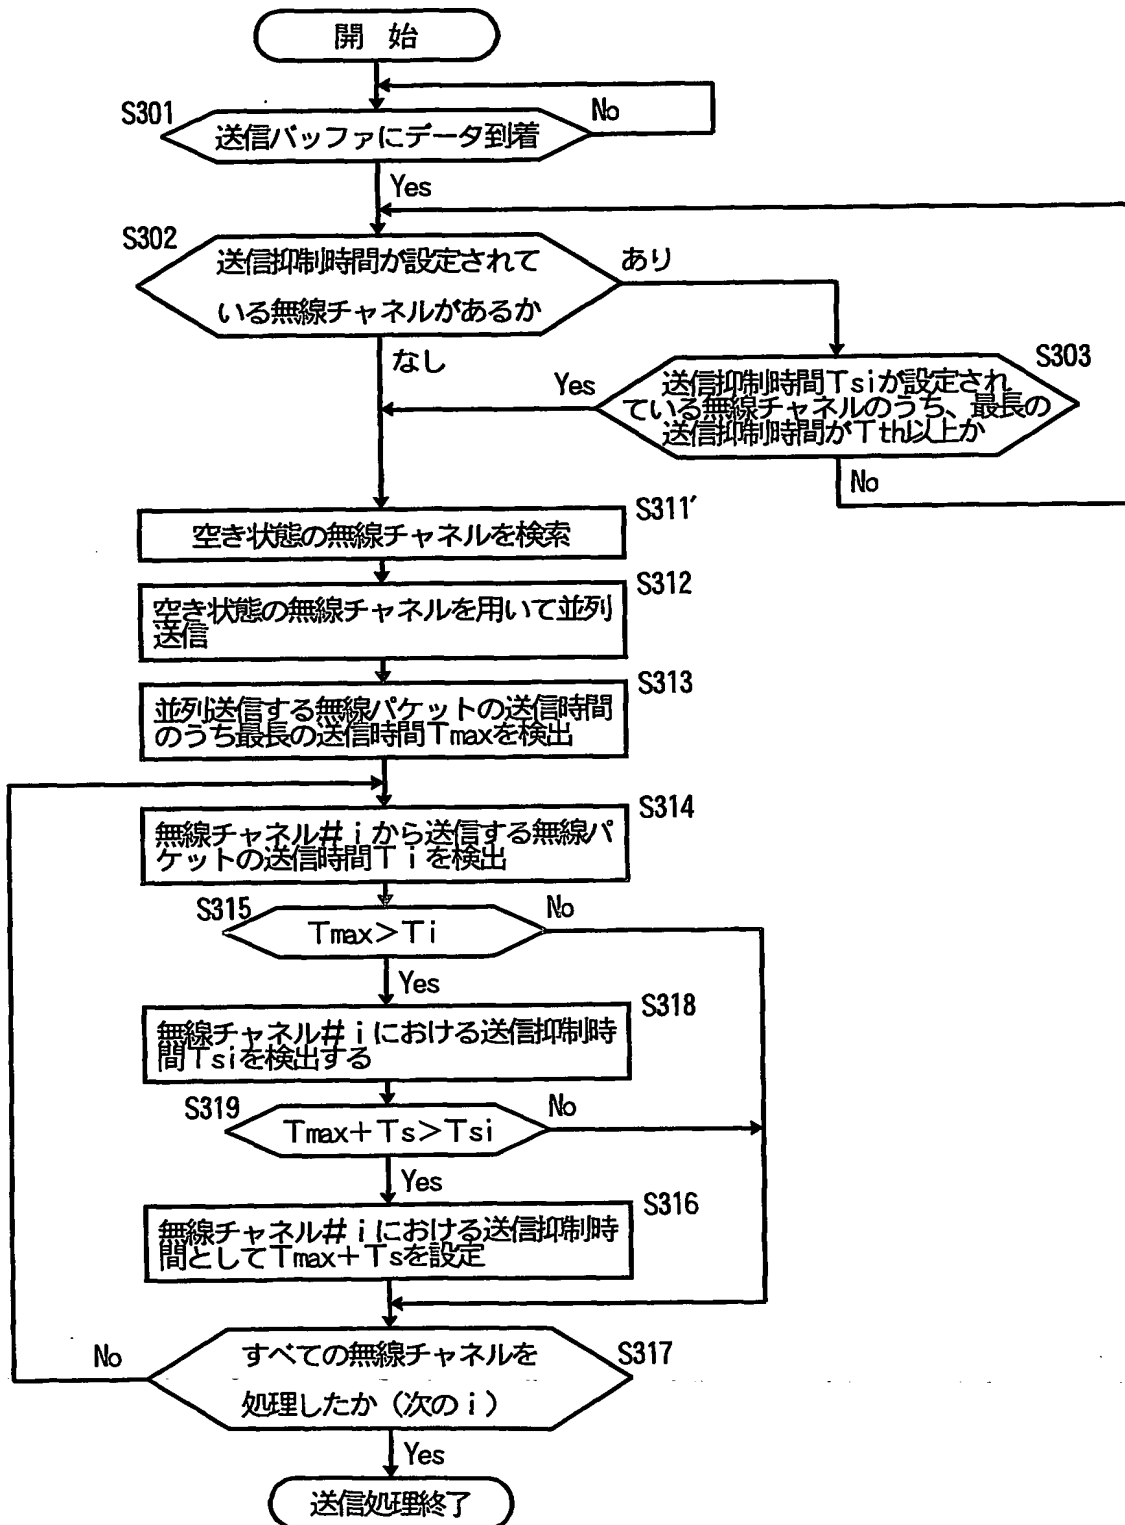 開 始
S301
送信バッファにデータ到着
No
Yes
S302
送信抑制時間が設定されて
いる無線チャネルがあるか
あり
なし
S303
送信抑制時間Tsiが設定され
ている無線チャネルのうち、最長の
送信抑制時間がTth以上か
Yes
No
S311′
空き状態の無線チャネルを検索
S312
空き状態の無線チャネルを用いて並列
送信
S313
並列送信する無線パケットの送信時間
のうち最長の送信時間Tmaxを検出
S314
無線チャネル#iから送信する無線パ
ケットの送信時間Tiを検出
S315
Tmax>Ti
No
Yes
S318
無線チャネル#iにおける送信抑制時
間Tsiを検出する
S319
Tmax+Ts>Tsi
No
Yes
S316
無線チャネル#iにおける送信抑制時
間としてTmax+Tsを設定
S317
すべての無線チャネルを
処理したか(次のi)
No
Yes
送信処理終了